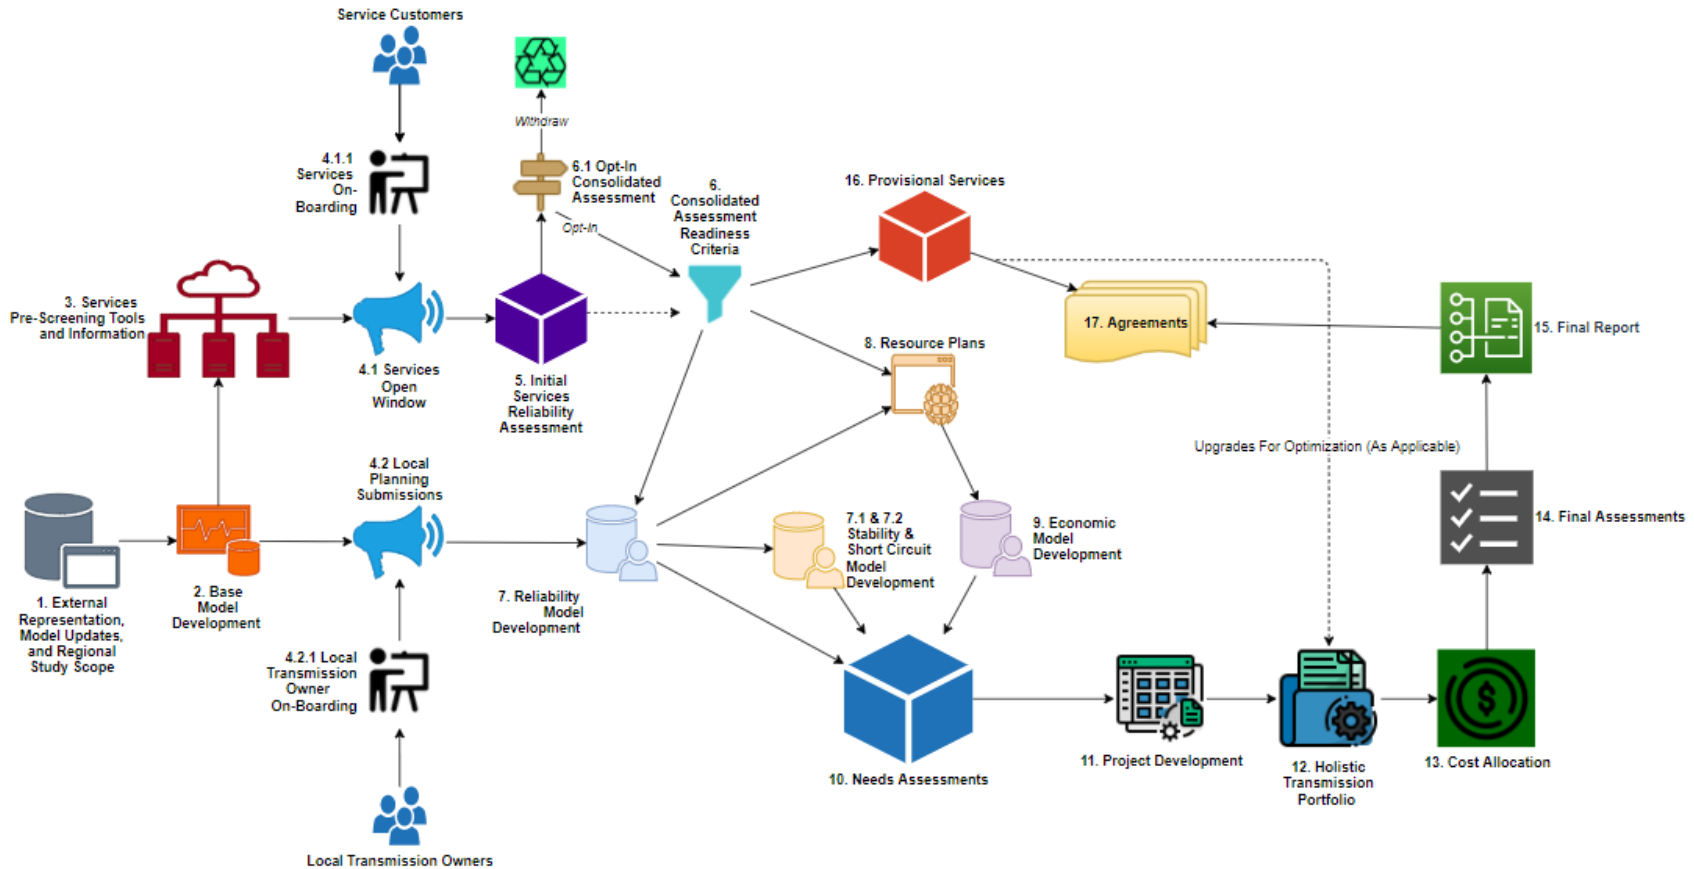 Service Customers
4.1.1
Services
On-
Boarding
Withdraw
6.1 Opt-In
Consolidated
Assessment
Opt-In
6.
Consolidated
Assessment
Readiness
Criteria
16. Provisional Services
3. Services
Pre-Screening Tools
and Information
4.1 Services
Open
Window
5. Initial
Services
Reliability
Assessment
17. Agreements
15. Final Report
8. Resource Plans
Upgrades For Optimization (As Applicable)
4.2 Local
Planning
Submissions
1. External
Representation,
Model Updates,
and Regional
Study Scope
2. Base
Model
Development
7. Reliability
Model
Development
7.1 & 7.2
Stability &
Short Circuit
Model
Development
9. Economic
Model
Development
14. Final Assessments
4.2.1 Local
Transmission
Owner
On-Boarding
10. Needs Assessments
11. Project Development
12. Holistic
Transmission
Portfolio
$
13. Cost Allocation
Local Transmission Owners